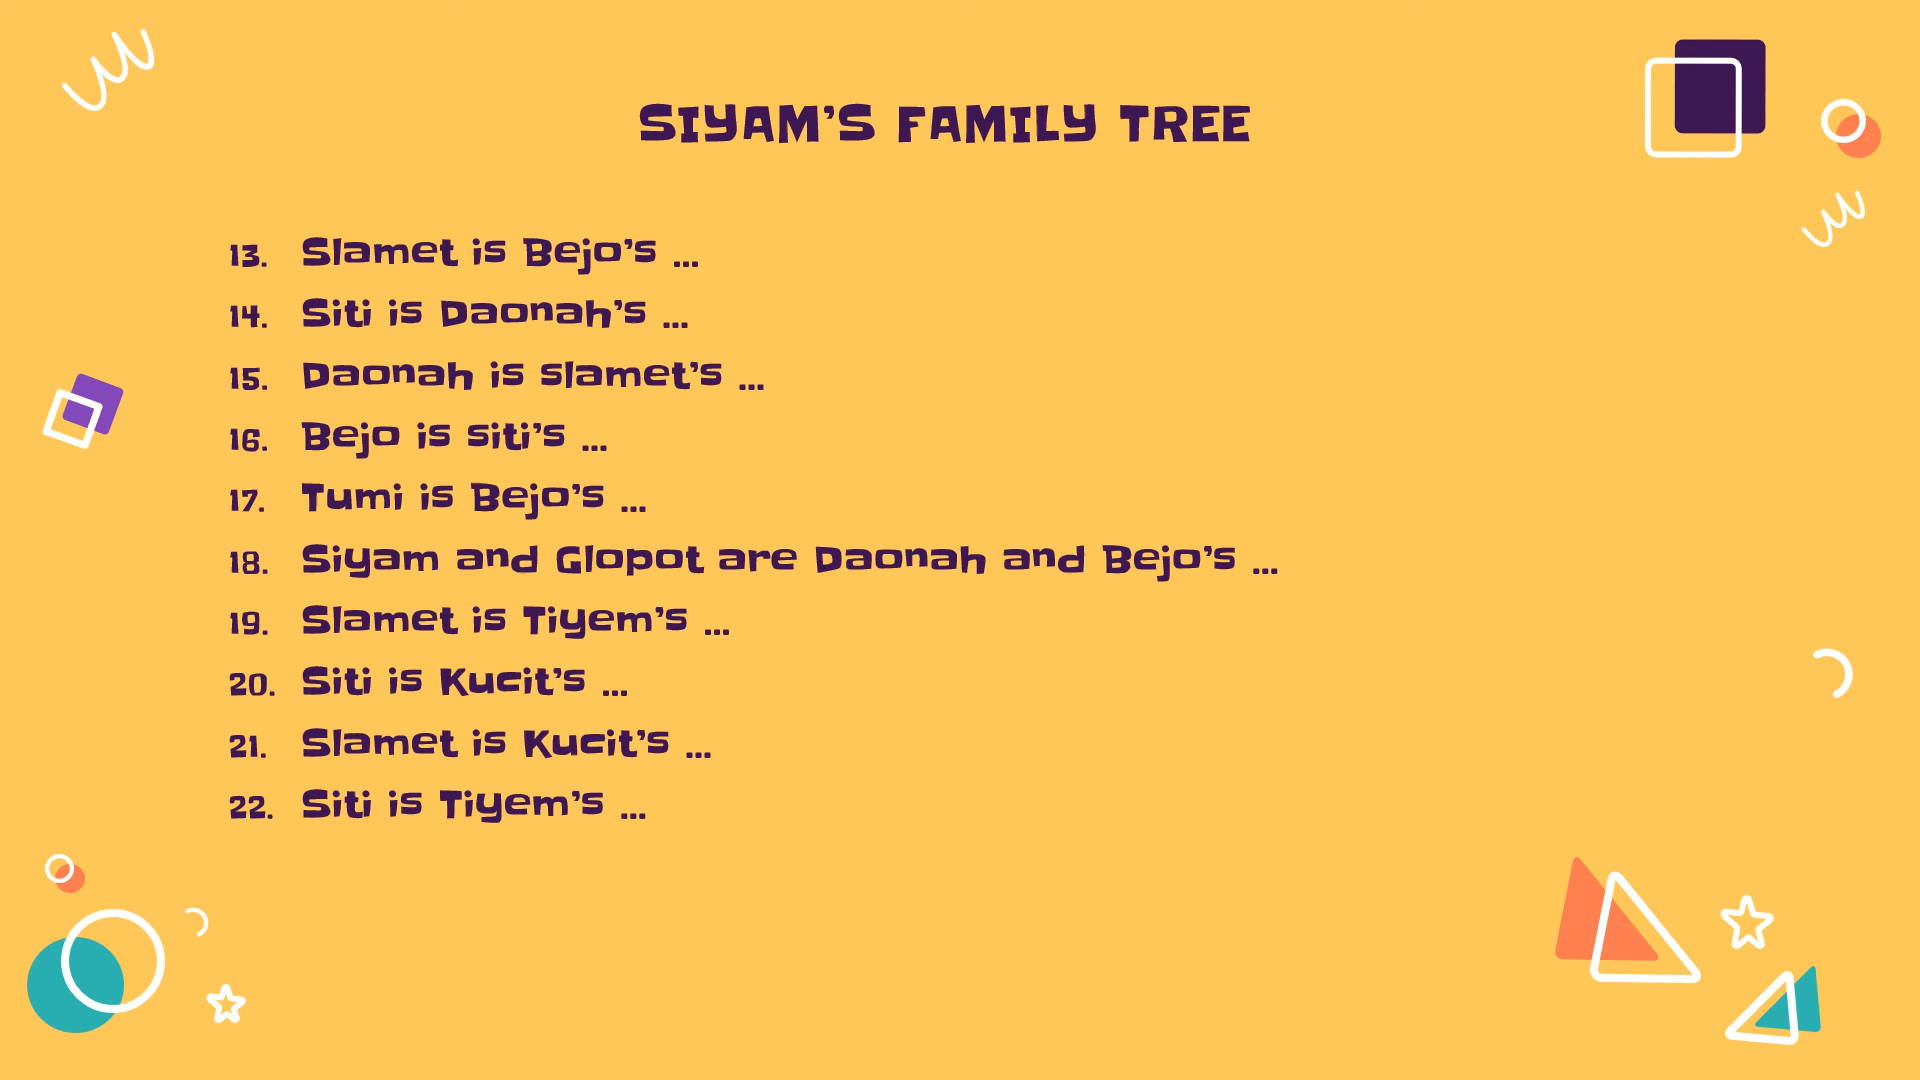 SIYAM'S FAMILY TREE
13. Slamet is Bejo's ...
14. Siti is Daonah's ...
15. Daonah is slamet's ...
16. Bejo is siti's ...
17. Tumi is Bejo's ...
18. Siyam and Glopot are Daonah and Bejo's ...
19. Slamet is Tiyem's ...
20. Siti is Kucit's ...
21. Slamet is Kucit's ...
22. Siti is Tiyem's ...